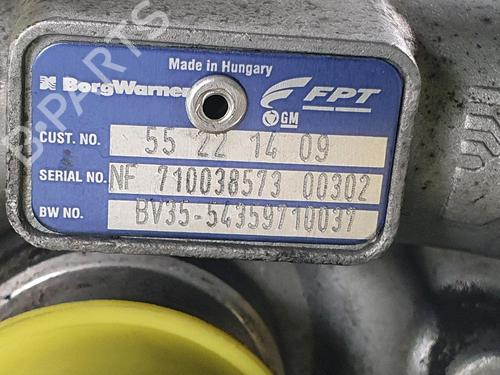 Made in Hungary
BorgWarner
FPT
GM
CUST. NO. 55 22 14 09
SERIAL NO. NF 710038573 00302
BW NO. BV35-54359710037
B-PARTS